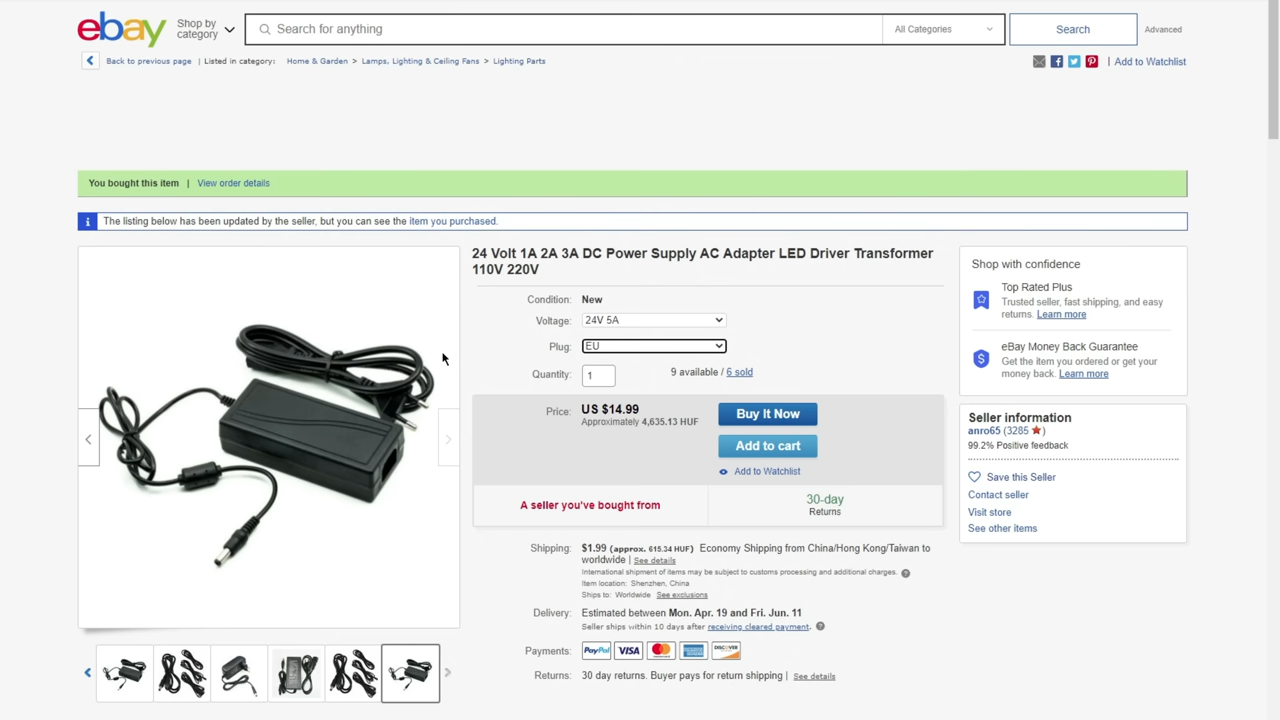 ebay
Shop by category
Search for anything
All Categories
Search
Advanced
Back to previous page | Listed in category: Home & Garden > Lamps, Lighting & Ceiling Fans > Lighting Parts
| Add to Watchlist
You bought this item | View order details
The listing below has been updated by the seller, but you can see the item you purchased.
24 Volt 1A 2A 3A DC Power Supply AC Adapter LED Driver Transformer
110V 220V
Condition: New
Voltage: 24V 5A
Plug: EU
Quantity: 1
9 available / 6 sold
Price: US $14.99
Approximately 4,635.13 HUF
Buy It Now
Add to cart
Add to Watchlist
A seller you've bought from
30-day
Returns
Shipping: $1.99 (approx. 615.34 HUF) Economy Shipping from China/Hong Kong/Taiwan to
worldwide | See details
International shipment of items may be subject to customs processing and additional charges.
Item location: Shenzhen, China
Ships to: Worldwide See exclusions
Delivery: Estimated between Mon. Apr. 19 and Fri. Jun. 11
Seller ships within 10 days after receiving cleared payment.
Payments: PayPal VISA MasterCard AMERICAN EXPRESS DISCOVER
Returns: 30 day returns. Buyer pays for return shipping | See details
Shop with confidence
Top Rated Plus
Trusted seller, fast shipping, and easy
returns. Learn more
eBay Money Back Guarantee
Get the item you ordered or get your
money back. Learn more
Seller information
anro65 (3285)
99.2% Positive feedback
Save this Seller
Contact seller
Visit store
See other items